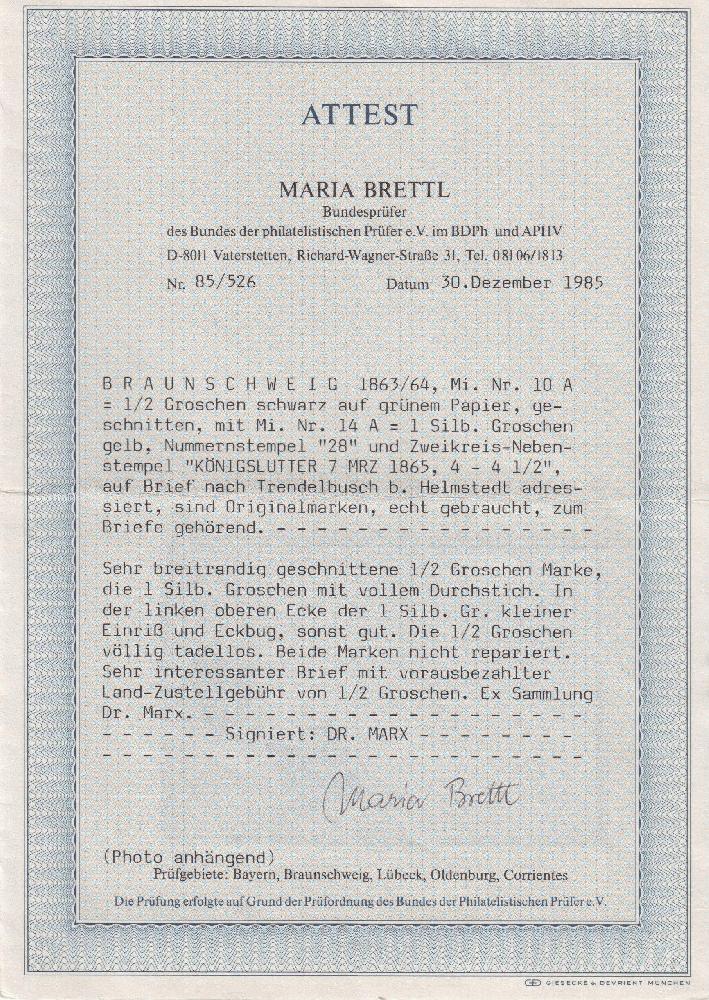 ATTEST
MARIA BRETTL
Bundesprüfer
des Bundes der philatelistischen Prüfer e.V. im BDPh und APHV
D-8011 Vaterstetten, Richard-Wagner-Straße 31, Tel. 08106/1813
Nr. 85/526 Datum 30.Dezember 1985
B R A U N S C H W E I G 1863/64, Mi. Nr. 10 A
= 1/2 Groschen schwarz auf grünem Papier, ge-
schnitten, mit Mi. Nr. 14 A = 1 Silb. Groschen
gelb, Nummernstempel "28" und Zweikreis-Neben-
stempel "KÖNIGSLUTTER 7 MRZ 1865, 4 - 4 1/2",
auf Brief nach Trendelbusch b. Helmstedt adres-
siert, sind Originalmarken, echt gebraucht, zum
Briefe gehörend. - - - - - - - - - - - - - - - -
Sehr breitrandig geschnittene 1/2 Groschen Marke,
die 1 Silb. Groschen mit vollem Durchstich. In
der linken oberen Ecke der 1 Silb. Gr. kleiner
Einriß und Eckbug, sonst gut. Die 1/2 Groschen
völlig tadellos. Beide Marken nicht repariert.
Sehr interessanter Brief mit vorausbezahlter
Land-Zustellgebühr von 1/2 Groschen. Ex Sammlung
Dr. Marx. - - - - - - - - - - - - - - - - - - -
- - - - - - Signiert: DR. MARX - - - - - - - -
- - - - - - - - - - - - - - - - - - - - - - - -
Maria Brettl
(Photo anhängend)
Prüfgebiete: Bayern, Braunschweig, Lübeck, Oldenburg, Corrientes
Die Prüfung erfolgte auf Grund der Prüfordnung des Bundes der Philatelistischen Prüfer e.V.
GIESECKE & DEVRIENT MÜNCHEN